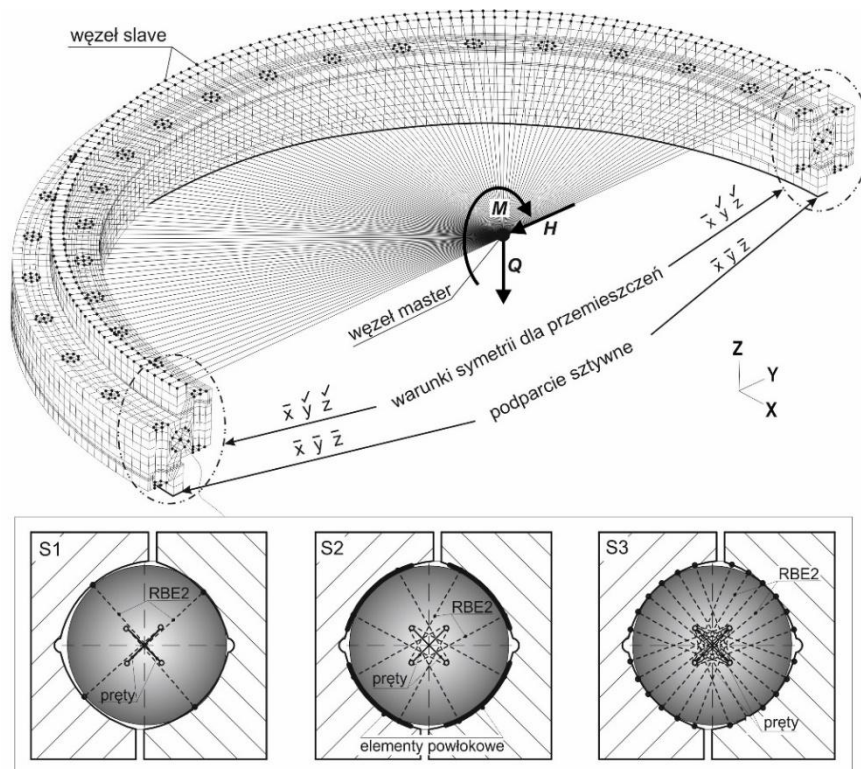 węzeł slave
M
H
Q
węzeł master
x̄ y̌ ž
x̄ ȳ z̄
warunki symetrii dla przemieszczeń
podparcie sztywne
x̄ y̌ ž
x̄ ȳ z̄
Z
Y
X
S1
RBE2
pręty
S2
RBE2
pręty
elementy powłokowe
S3
RBE2
pręty